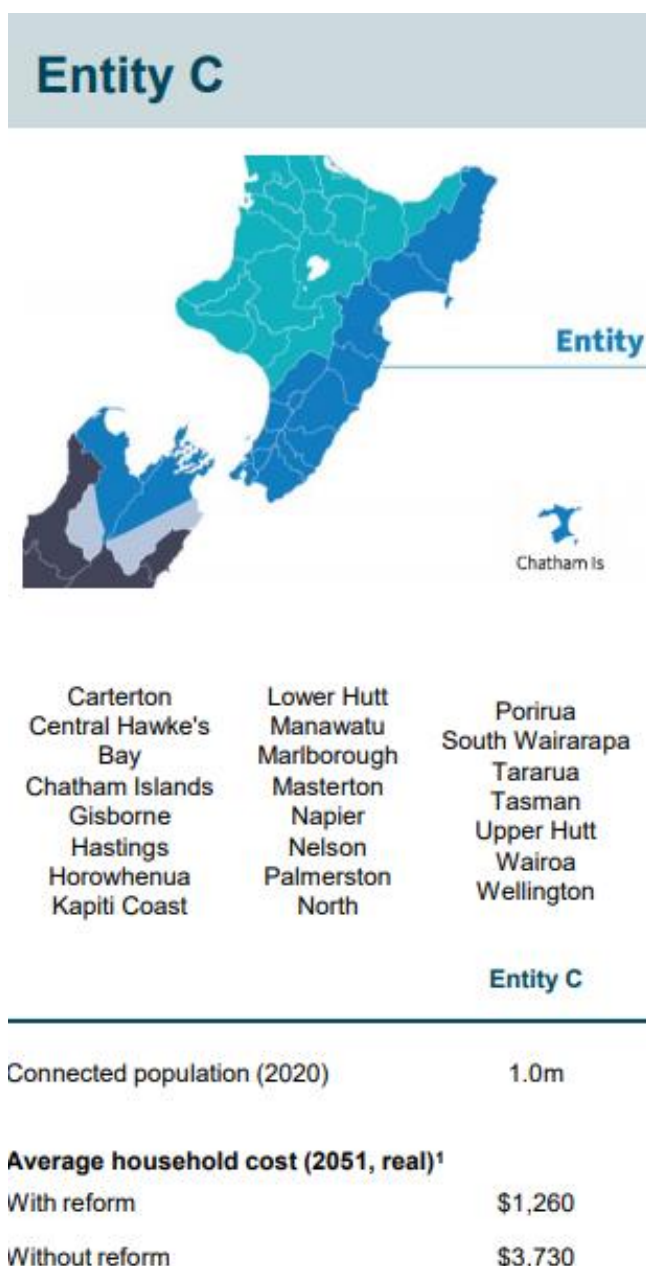 Entity C
Entity
Chatham Is
Carterton
Central Hawke's
Bay
Chatham Islands
Gisborne
Hastings
Horowhenua
Kapiti Coast
Lower Hutt
Manawatu
Marlborough
Masterton
Napier
Nelson
Palmerston
North
Porirua
South Wairarapa
Tararua
Tasman
Upper Hutt
Wairoa
Wellington
Entity C
Connected population (2020) 1.0m
Average household cost (2051, real)¹
With reform $1,260
Without reform $3,730